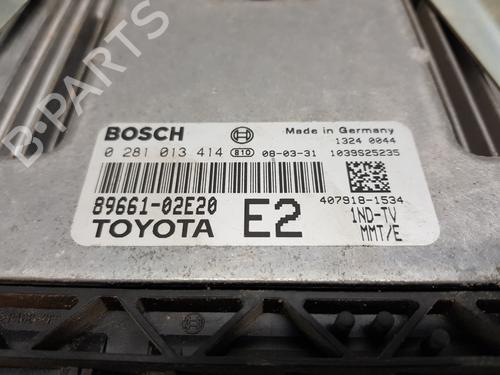 B-PARTS
BOSCH
Made in Germany
1324 0044
0 281 013 414 810 08-03-31 1039S25235
407918-1534
89661-02E20 E2 1ND-TV
TOYOTA MMT/E